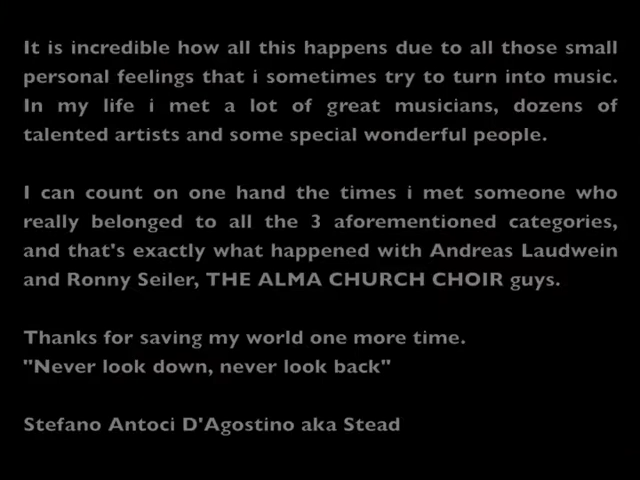 It is incredible how all this happens due to all those small
personal feelings that i sometimes try to turn into music.
In my life i met a lot of great musicians, dozens of
talented artists and some special wonderful people.
I can count on one hand the times i met someone who
really belonged to all the 3 aforementioned categories,
and that's exactly what happened with Andreas Laudwein
and Ronny Seiler, THE ALMA CHURCH CHOIR guys.
Thanks for saving my world one more time.
"Never look down, never look back"
Stefano Antoci D'Agostino aka Stead